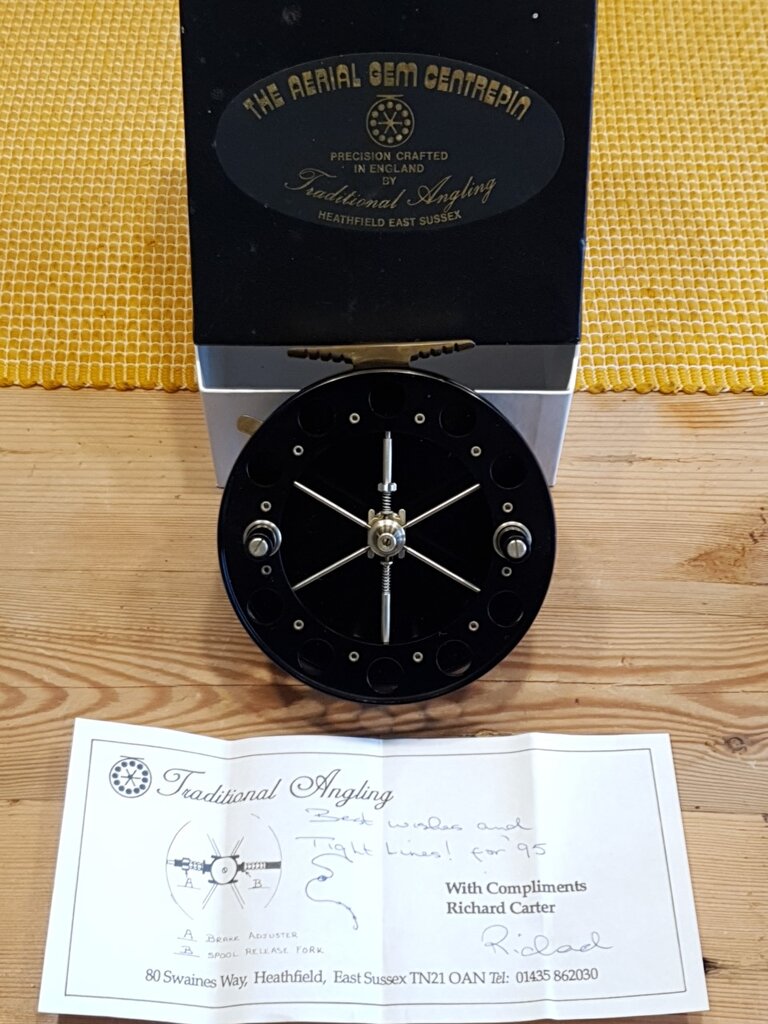 THE AERIAL GEM CENTREPIN
PRECISION CRAFTED
IN ENGLAND
BY
Traditional Angling
HEATHFIELD EAST SUSSEX
Traditional Angling
Best wishes and
Tight Lines! for '95
A B
With Compliments
Richard Carter
A BRAKE ADJUSTER
B SPOOL RELEASE FORK
Richard
80 Swaines Way, Heathfield, East Sussex TN21 OAN Tel: 01435 862030